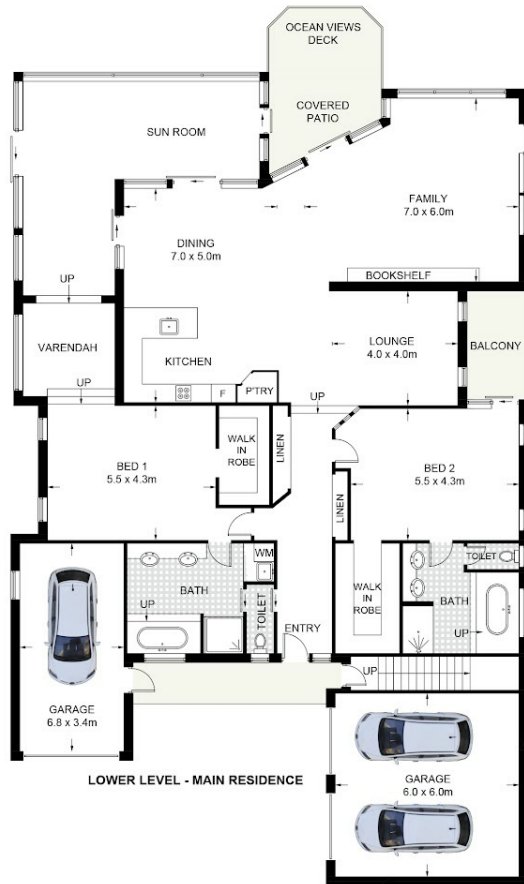 OCEAN VIEWS
DECK
COVERED
PATIO
SUN ROOM
FAMILY
7.0 x 6.0m
DINING
7.0 x 5.0m
BOOKSHELF
UP
VARENDAH
LOUNGE
4.0 x 4.0m
BALCONY
KITCHEN
UP
F
P'TRY
UP
WALK
IN
ROBE
LINEN
BED 1
5.5 x 4.3m
BED 2
5.5 x 4.3m
LINEN
WM
TOILET
BATH
WALK
IN
ROBE
BATH
UP
TOILET
ENTRY
UP
UP
GARAGE
6.8 x 3.4m
LOWER LEVEL - MAIN RESIDENCE
GARAGE
6.0 x 6.0m